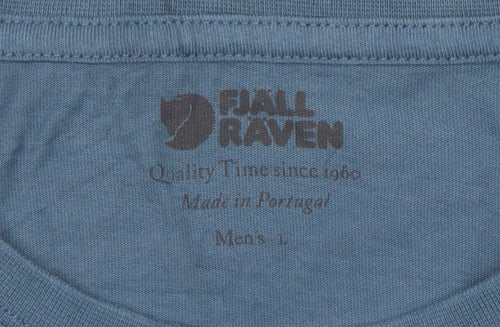 FJÄLL
RÄVEN
Quality Time since 1960
Made in Portugal
Men's L